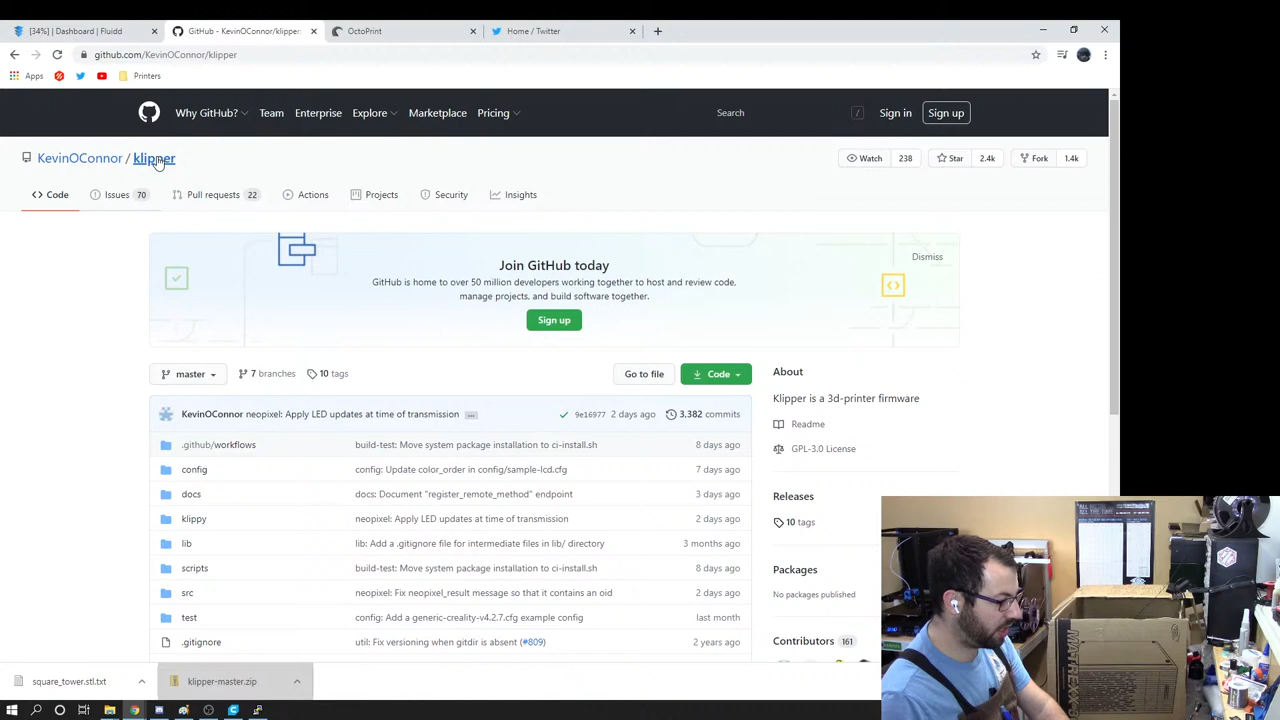 [34%] | Dashboard | Fluidd
GitHub - KevinOConnor/klipper:
OctoPrint
Home / Twitter
github.com/KevinOConnor/klipper
Apps
Printers
Why GitHub?
Team
Enterprise
Explore
Marketplace
Pricing
Search
/
Sign in
Sign up
KevinOConnor / klipper
Watch 238
Star 2.4k
Fork 1.4k
Code
Issues 70
Pull requests 22
Actions
Projects
Security
Insights
Join GitHub today
Dismiss
GitHub is home to over 50 million developers working together to host and review code,
manage projects, and build software together.
Sign up
master
7 branches
10 tags
Go to file
Code
About
Klipper is a 3d-printer firmware
Readme
GPL-3.0 License
Releases
10 tags
Packages
No packages published
Contributors 161
KevinOConnor neopixel: Apply LED updates at time of transmission ... 9e16977 2 days ago 3,382 commits
.github/workflows build-test: Move system package installation to ci-install.sh 8 days ago
config config: Update color_order in config/sample-lcd.cfg 7 days ago
docs docs: Document "register_remote_method" endpoint 3 days ago
klippy neopixel: Apply LED updates at time of transmission 2 days ago
lib lib: Add a .gitignore file for intermediate files in lib/ directory 3 months ago
scripts build-test: Move system package installation to ci-install.sh 8 days ago
src neopixel: Fix neopixel_result message so that it contains an oid 2 days ago
test config: Add a generic-creality-v4.2.7.cfg example config last month
.gitignore util: Fix versioning when gitdir is absent (#809) 2 years ago
square_tower.stl.txt
klipper-master.zip